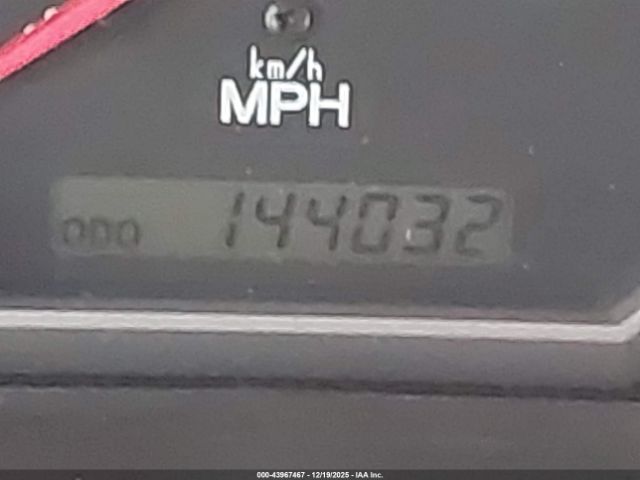 km/h
MPH
ODO 144032
000-43967467 - 12/19/2025 - IAA Inc.